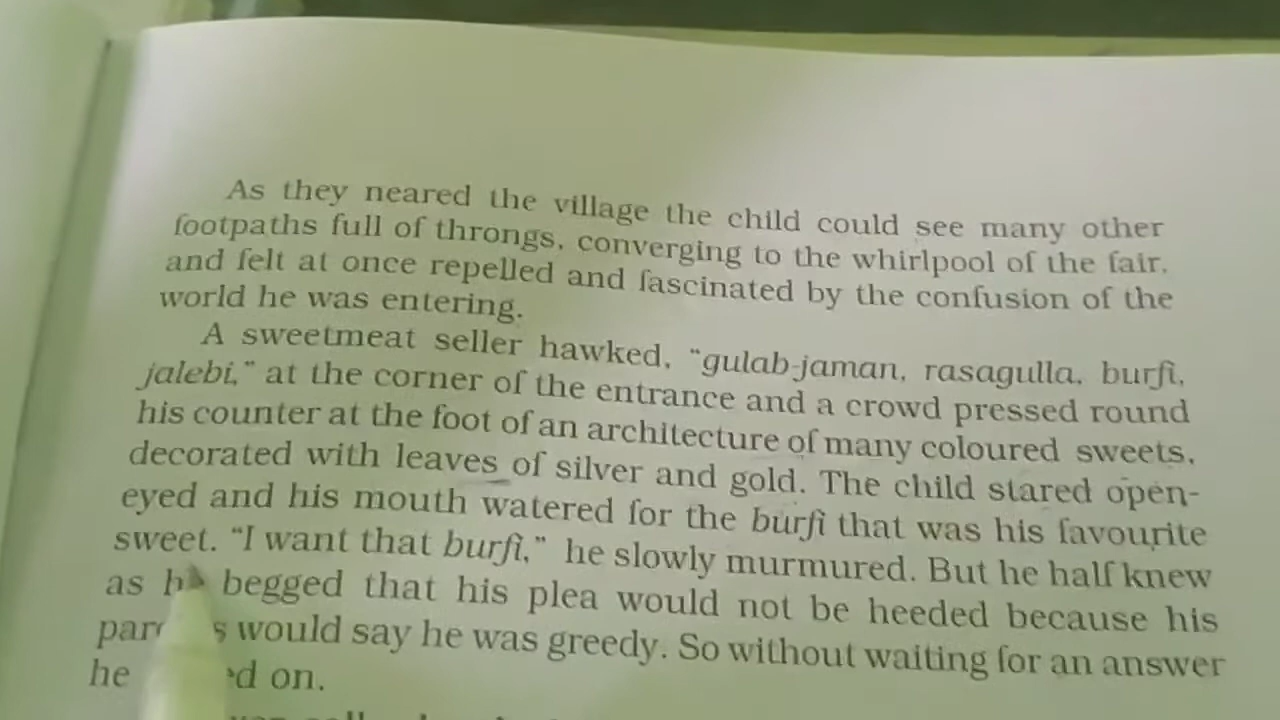 As they neared the village the child could see many other
footpaths full of throngs, converging to the whirlpool of the fair,
and felt at once repelled and fascinated by the confusion of the
world he was entering.
A sweetmeat seller hawked, “gulab-jaman, rasagulla, burfi,
jalebi,” at the corner of the entrance and a crowd pressed round
his counter at the foot of an architecture of many coloured sweets,
decorated with leaves of silver and gold. The child stared open-
eyed and his mouth watered for the burfi that was his favourite
sweet. “I want that burfi,” he slowly murmured. But he half knew
as begged that his plea would not be heeded because his
would say he was greedy. So without waiting for an answer
he on.